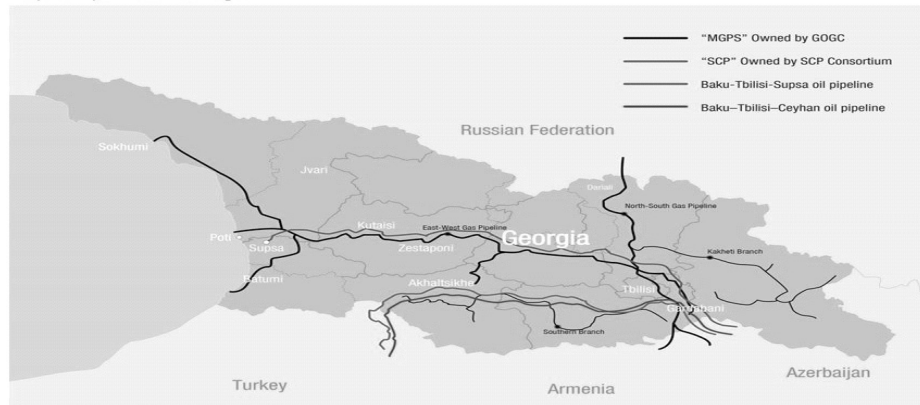 "MGPS" Owned by GOGC
"SCP" Owned by SCP Consortium
Baku-Tbilisi-Supsa oil pipeline
Baku–Tbilisi–Ceyhan oil pipeline
Russian Federation
Sokhumi
Jvari
Dariali
North-South Gas Pipeline
Kutaisi
East-West Gas Pipeline
Poti
Supsa
Georgia
Zestaponi
Kakheti Branch
Batumi
Akhaltsikhe
Tbilisi
Gardabani
Southern Branch
Azerbaijan
Turkey
Armenia